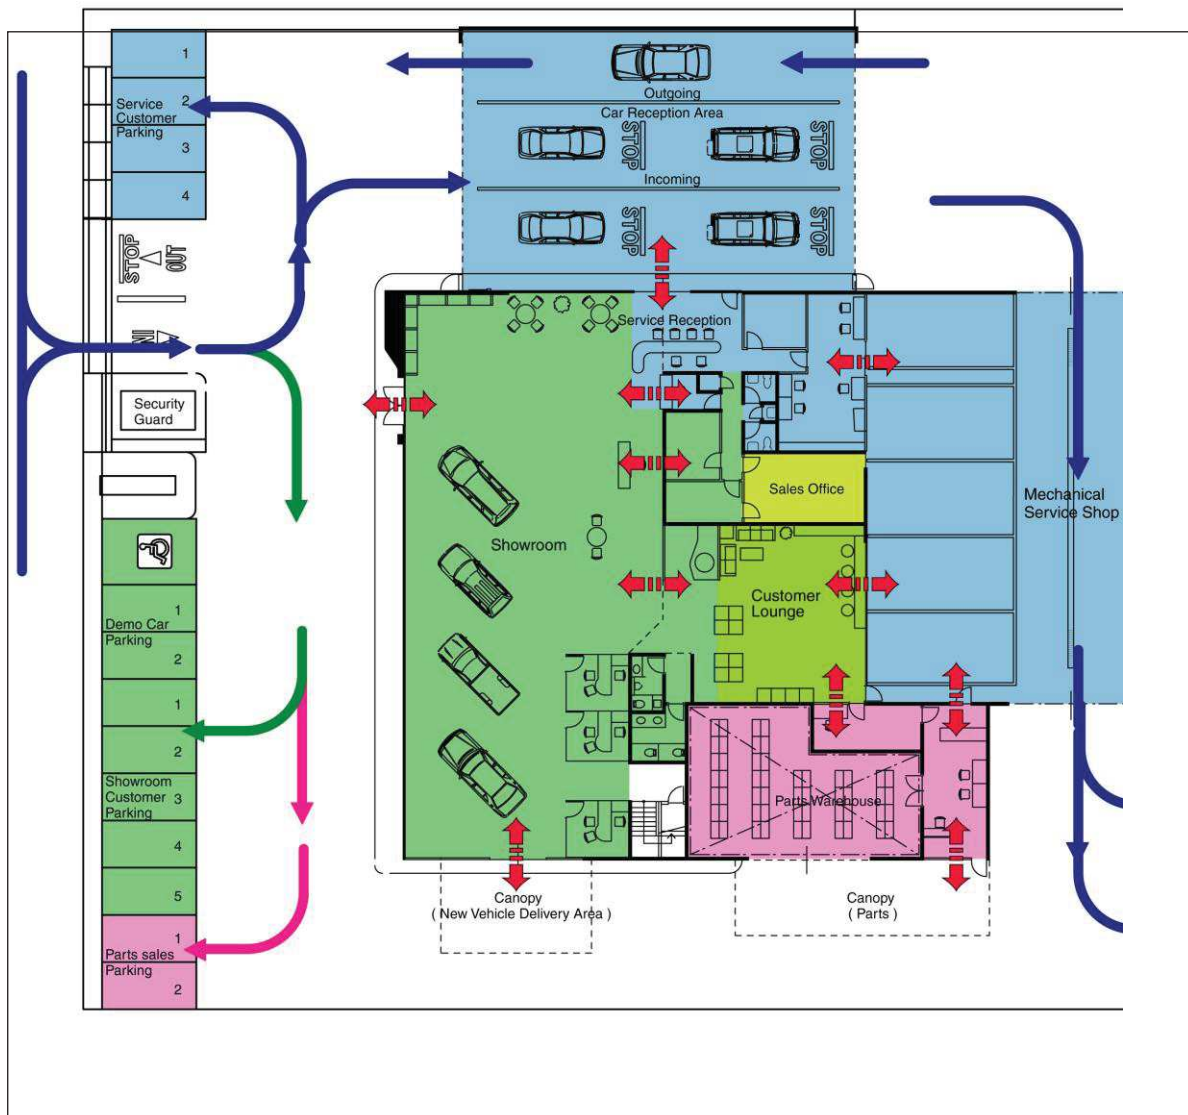 1
Service 2
Customer
Parking
3
4
STOP
OUT
IN
Security
Guard
Outgoing
Car Reception Area
STOP
STOP
Incoming
STOP
STOP
Service Reception
Sales Office
Mechanical
Service Shop
Showroom
Customer
Lounge
1
Demo Car
Parking
2
1
2
Showroom
Customer 3
Parking
4
5
1
Parts sales
Parking
2
Parts Warehouse
Canopy
( New Vehicle Delivery Area )
Canopy
( Parts )